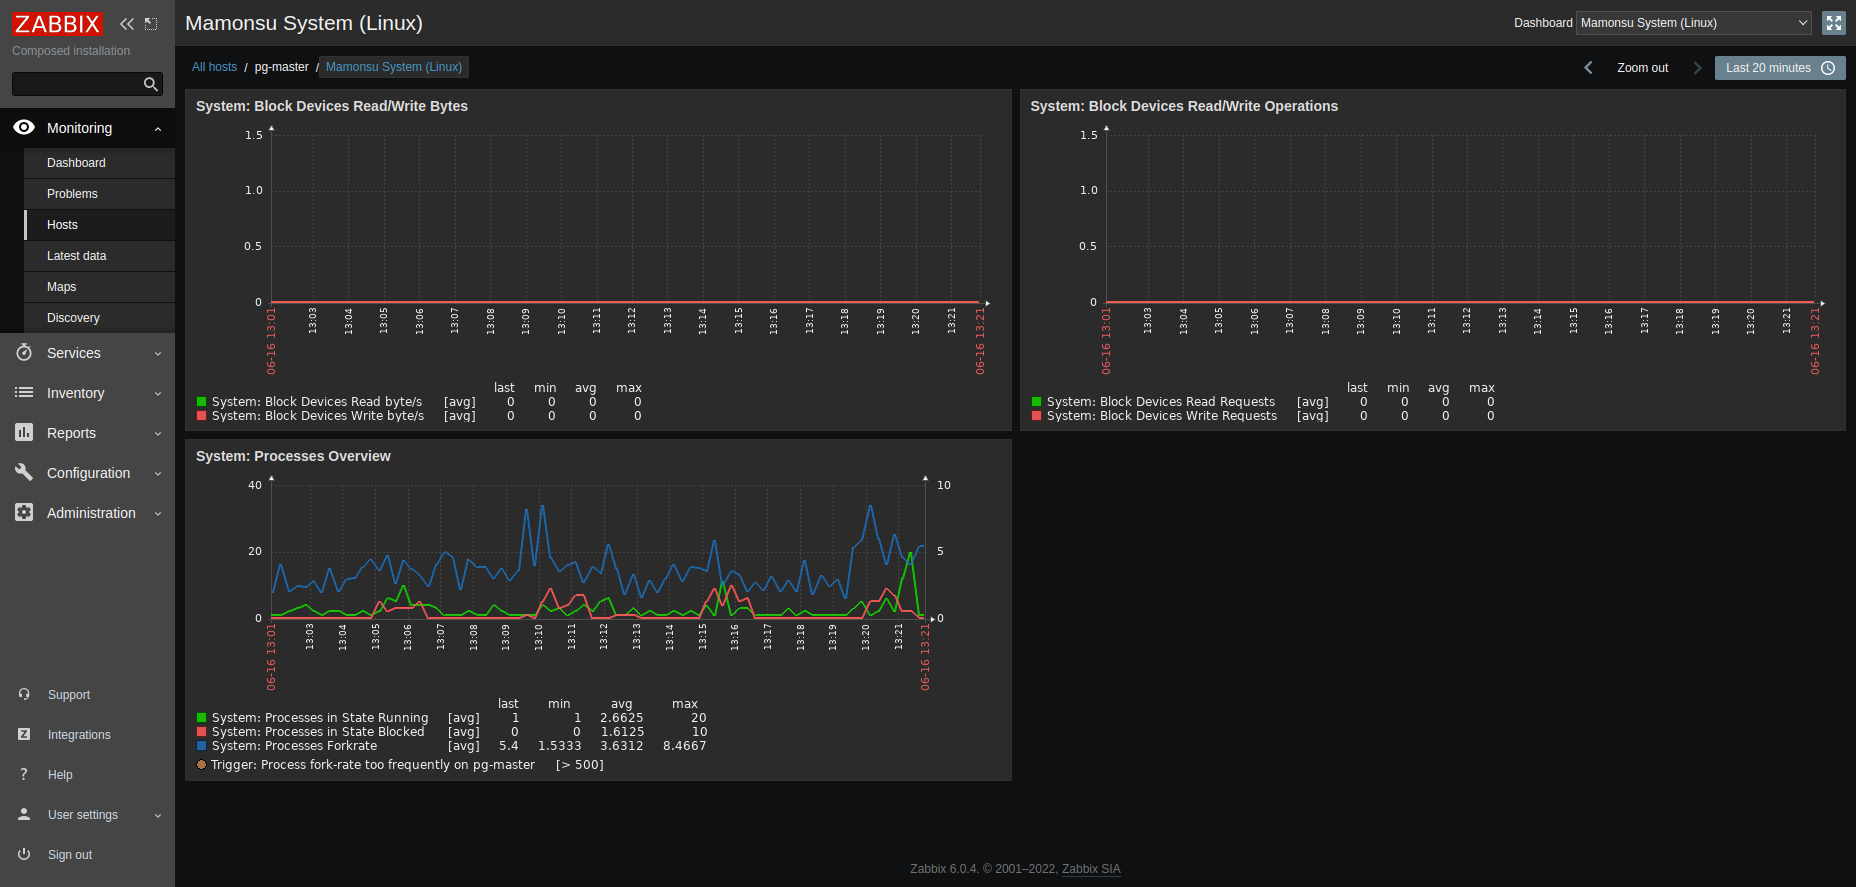 ZABBIX
Composed installation
Monitoring
Dashboard
Problems
Hosts
Latest data
Maps
Discovery
Services
Inventory
Reports
Configuration
Administration
Support
Integrations
? Help
User settings
Sign out
Mamonsu System (Linux)
Dashboard Mamonsu System (Linux)
All hosts / pg-master / Mamonsu System (Linux)
Zoom out
Last 20 minutes
System: Block Devices Read/Write Bytes
1.5
1.0
0.5
0
06-16 13:01 13:03 13:04 13:05 13:06 13:07 13:08 13:09 13:10 13:11 13:12 13:13 13:14 13:15 13:16 13:17 13:18 13:19 13:20 13:21 06-16 13:21
last min avg max
System: Block Devices Read byte/s [avg] 0 0 0 0
System: Block Devices Write byte/s [avg] 0 0 0 0
System: Block Devices Read/Write Operations
1.5
1.0
0.5
0
06-16 13:01 13:03 13:04 13:05 13:06 13:07 13:08 13:09 13:10 13:11 13:12 13:13 13:14 13:15 13:16 13:17 13:18 13:19 13:20 13:21 06-16 13:21
last min avg max
System: Block Devices Read Requests [avg] 0 0 0 0
System: Block Devices Write Requests [avg] 0 0 0 0
System: Processes Overview
40 10
20 5
0 0
06-16 13:01 13:03 13:04 13:05 13:06 13:07 13:08 13:09 13:10 13:11 13:12 13:13 13:14 13:15 13:16 13:17 13:18 13:19 13:20 13:21 06-16 13:21
last min avg max
System: Processes in State Running [avg] 1 1 2.6625 20
System: Processes in State Blocked [avg] 0 0 1.6125 10
System: Processes Forkrate [avg] 5.4 1.5333 3.6312 8.4667
Trigger: Process fork-rate too frequently on pg-master [> 500]
Zabbix 6.0.4. © 2001–2022, Zabbix SIA